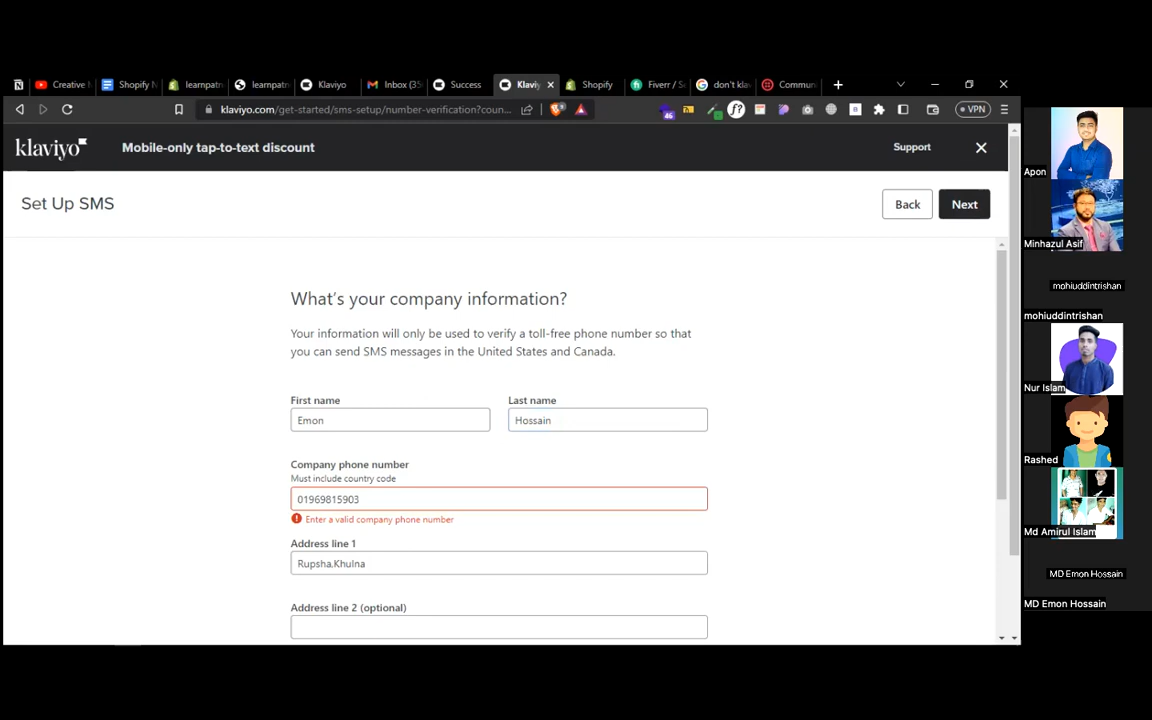 Creative
Shopify N
learnpatr
learnpatr
Klaviyo
Inbox (35
Success
Klaviy
Shopify
Fiverr / Se
don't klav
Commun
klaviyo.com/get-started/sms-setup/number-verification?coun...
46
f?
VPN
klaviyo
Mobile-only tap-to-text discount
Support
Set Up SMS
Back
Next
What's your company information?
Your information will only be used to verify a toll-free phone number so that
you can send SMS messages in the United States and Canada.
First name
Last name
Emon
Hossain
Company phone number
Must include country code
01969815903
Enter a valid company phone number
Address line 1
Rupsha,Khulna
Address line 2 (optional)
Apon
Minhazul Asif
mohiuddintrishan
mohiuddintrishan
Nur Islam
Rashed
Md Amirul Islam
MD Emon Hossain
MD Emon Hossain